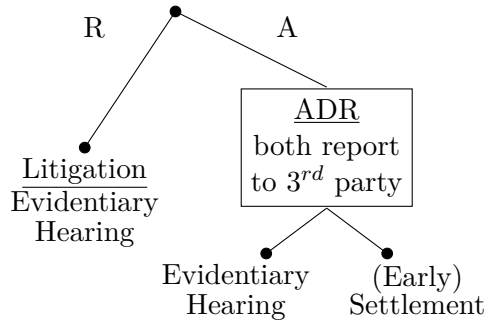 R
A
ADR
both report
to 3rd party
Litigation
Evidentiary
Hearing
Evidentiary
Hearing
(Early)
Settlement